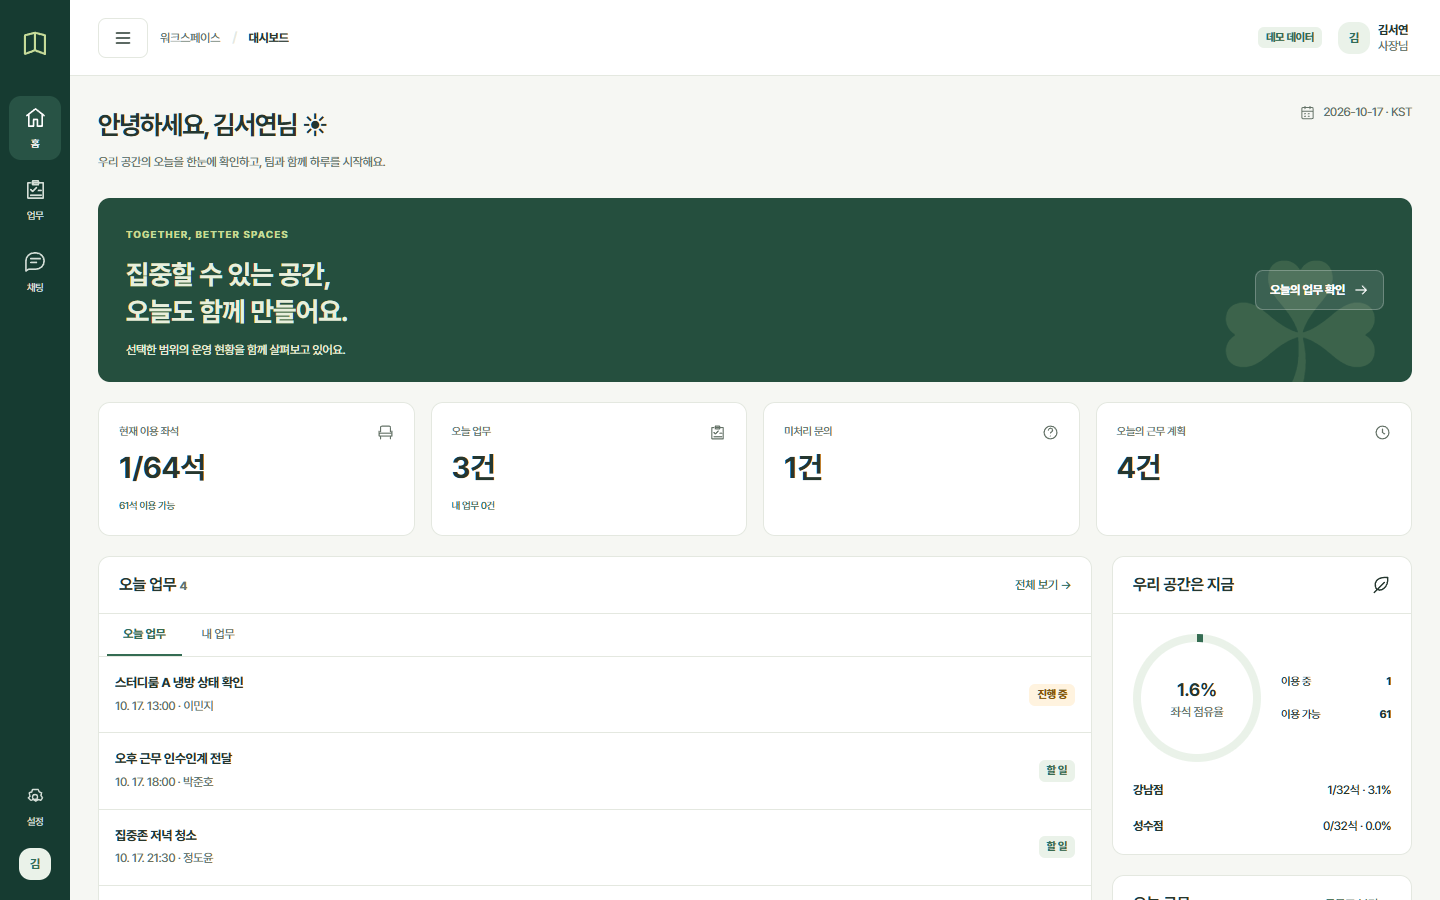 워크스페이스 / 대시보드
데모 데이터
김
김서연
사장님
홈
업무
채팅
설정
김
안녕하세요, 김서연님
2026-10-17 · KST
우리 공간의 오늘을 한눈에 확인하고, 팀과 함께 하루를 시작해요.
TOGETHER, BETTER SPACES
집중할 수 있는 공간,
오늘도 함께 만들어요.
선택한 범위의 운영 현황을 함께 살펴보고 있어요.
오늘의 업무 확인 →
현재 이용 좌석
1/64석
61석 이용 가능
오늘 업무
3건
내 업무 0건
미처리 문의
1건
오늘의 근무 계획
4건
오늘 업무 4
전체 보기 →
오늘 업무
내 업무
스터디룸 A 냉방 상태 확인
10. 17. 13:00 · 이민지
진행 중
오후 근무 인수인계 전달
10. 17. 18:00 · 박준호
할 일
집중존 저녁 청소
10. 17. 21:30 · 정도윤
할 일
우리 공간은 지금
1.6%
좌석 점유율
이용 중 1
이용 가능 61
강남점 1/32석 · 3.1%
성수점 0/32석 · 0.0%